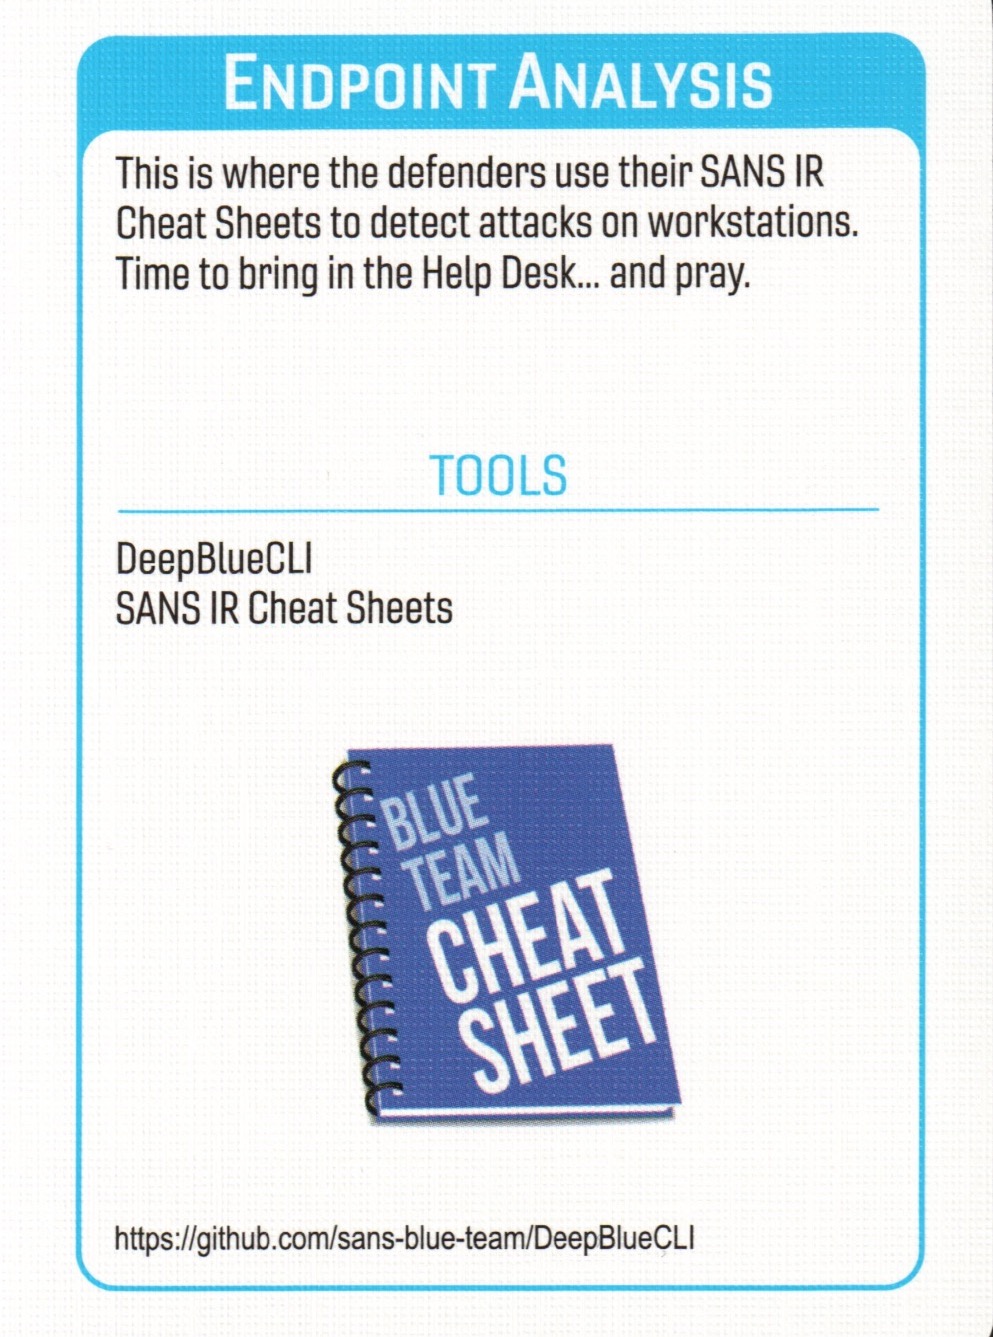 ENDPOINT ANALYSIS
This is where the defenders use their SANS IR
Cheat Sheets to detect attacks on workstations.
Time to bring in the Help Desk... and pray.
TOOLS
DeepBlueCLI
SANS IR Cheat Sheets
BLUE
TEAM
CHEAT
SHEET
https://github.com/sans-blue-team/DeepBlueCLI